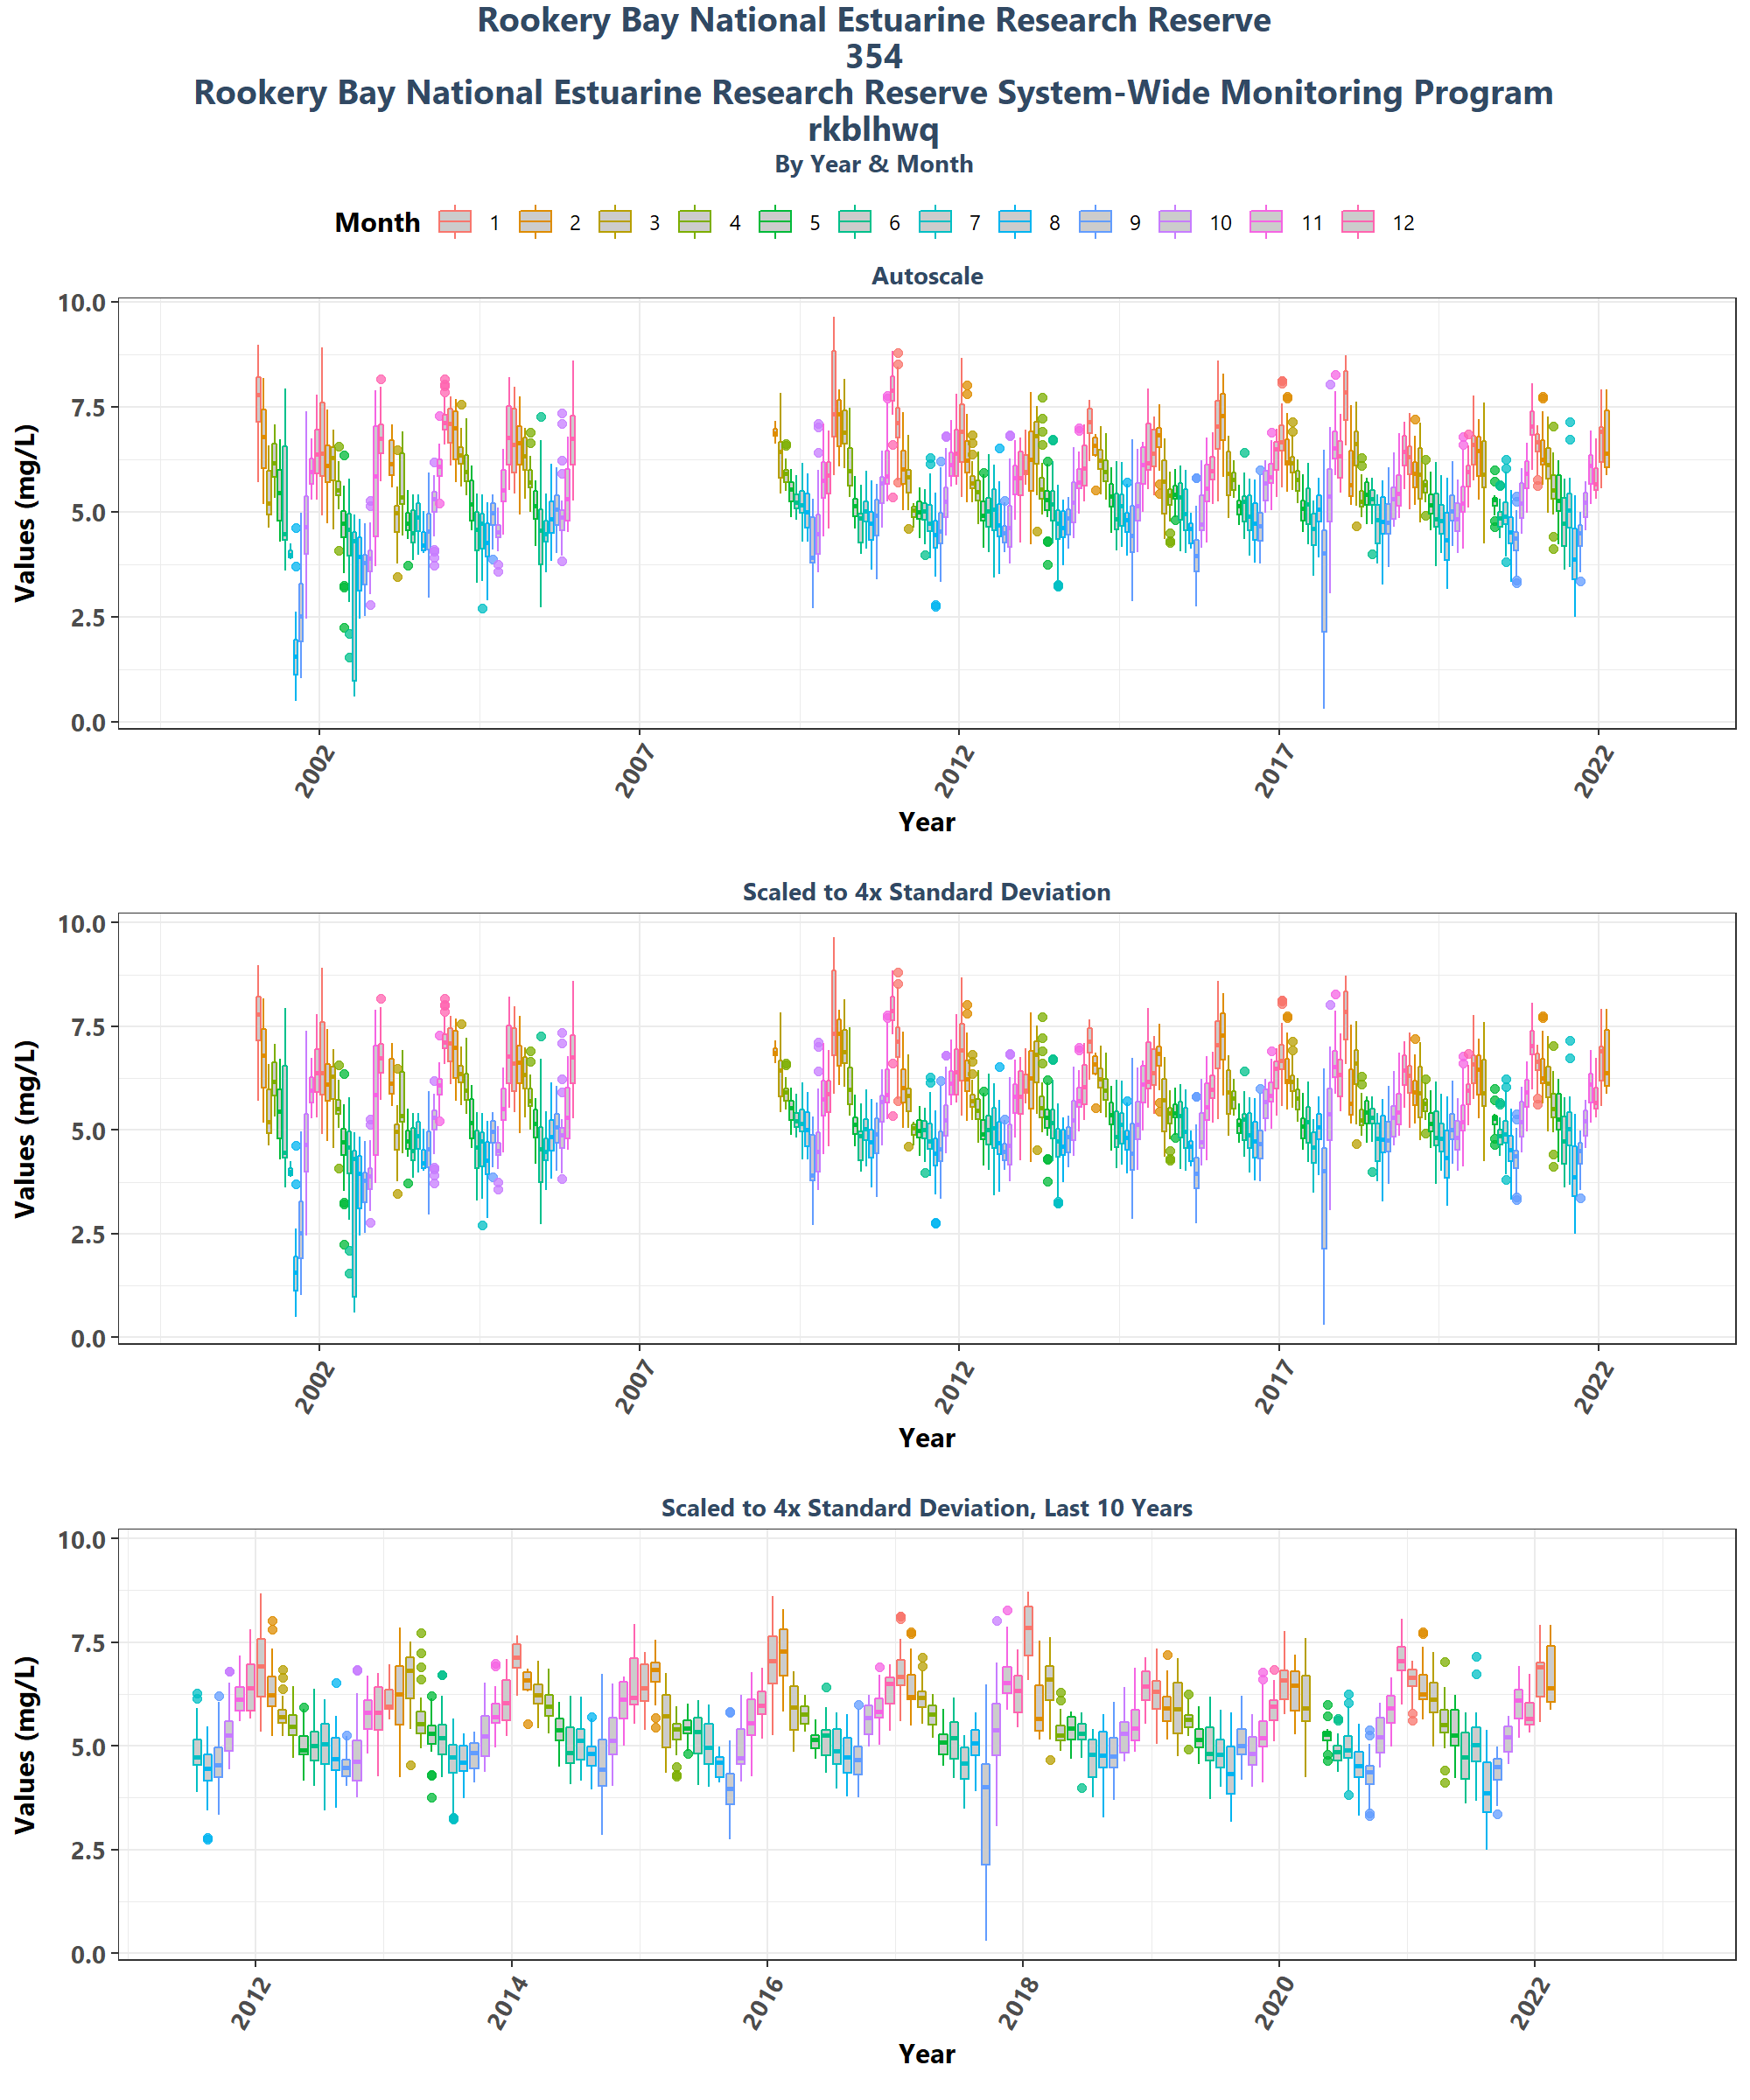 Rookery Bay National Estuarine Research Reserve
354
Rookery Bay National Estuarine Research Reserve System-Wide Monitoring Program
rkblhwq
By Year & Month
Month 1 2 3 4 5 6 7 8 9 10 11 12
Autoscale
Values (mg/L)
10.0
7.5
5.0
2.5
0.0
2002 2007 2012 2017 2022
Year
Scaled to 4x Standard Deviation
Values (mg/L)
10.0
7.5
5.0
2.5
0.0
2002 2007 2012 2017 2022
Year
Scaled to 4x Standard Deviation, Last 10 Years
Values (mg/L)
10.0
7.5
5.0
2.5
0.0
2012 2014 2016 2018 2020 2022
Year